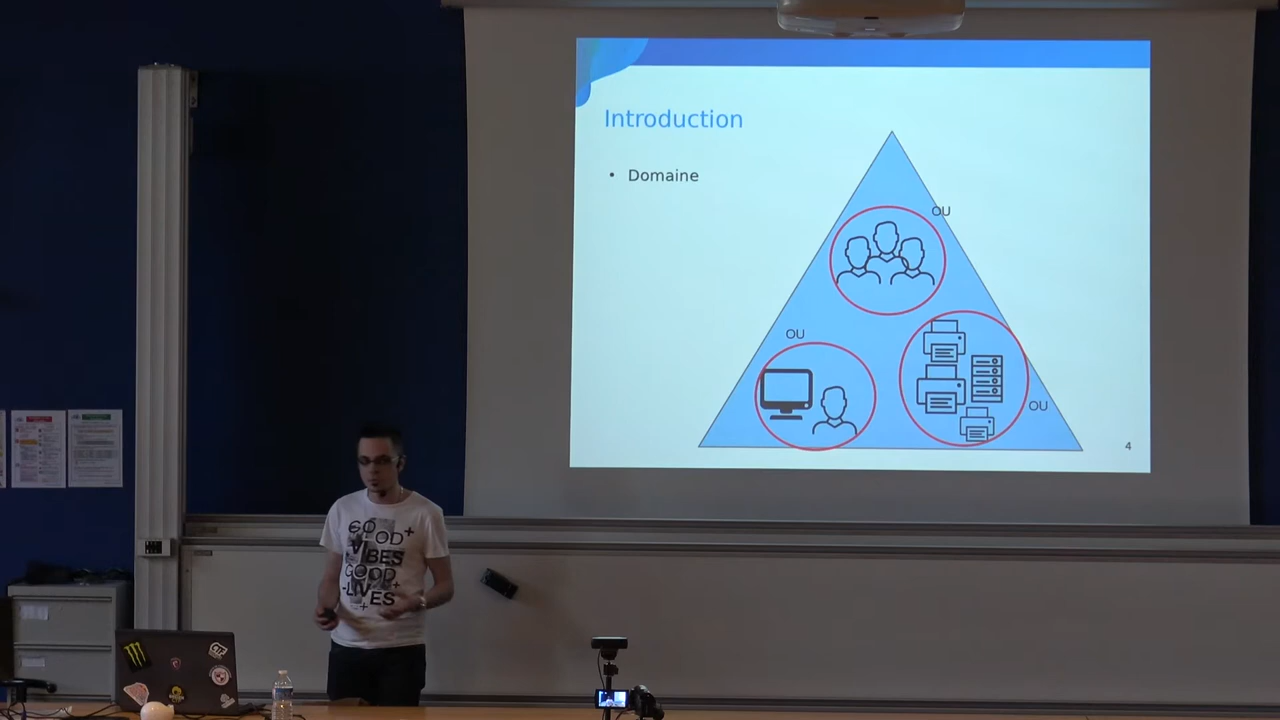 Introduction
• Domaine
OU
OU
OU
4
GOOD+
VIBES
GOOD
-LIVES
+